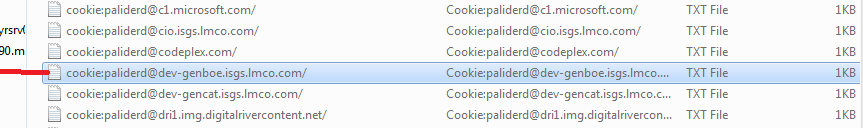 cookie:paliderd@c1.microsoft.com/ Cookie:paliderd@c1.microsoft.com/ TXT File 1KB
yrsrv( cookie:paliderd@cio.isgs.lmco.com/ Cookie:paliderd@cio.isgs.lmco.com/ TXT File 1KB
90.m cookie:paliderd@codeplex.com/ Cookie:paliderd@codeplex.com/ TXT File 1KB
cookie:paliderd@dev-genboe.isgs.lmco.com/ Cookie:paliderd@dev-genboe.isgs.lmco.... TXT File 1KB
cookie:paliderd@dev-gencat.isgs.lmco.com/ Cookie:paliderd@dev-gencat.isgs.lmco.c... TXT File 1KB
cookie:paliderd@dri1.img.digitalrivercontent.net/ Cookie:paliderd@dri1.img.digitalrivercon... TXT File 1KB